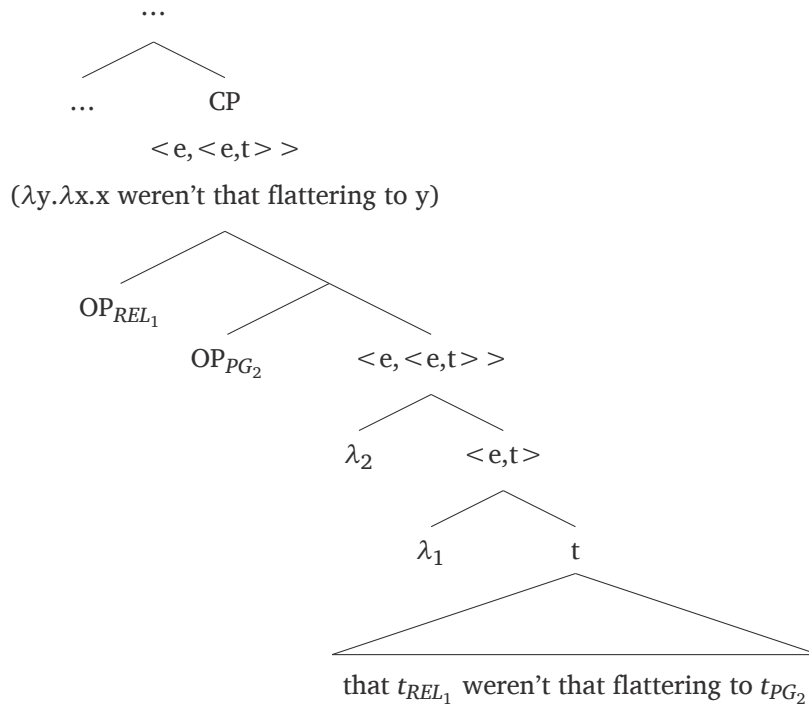 ...
... CP
<e,<e,t>>
(λy.λx.x weren't that flattering to y)
OP_REL₁
OP_PG₂ <e,<e,t>>
λ₂ <e,t>
λ₁ t
that t_REL₁ weren't that flattering to t_PG₂